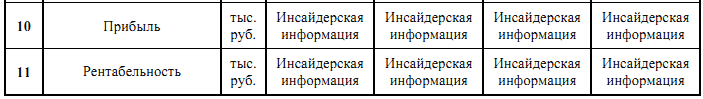 10 Прибыль тыс. руб. Инсайдерская информация Инсайдерская информация Инсайдерская информация Инсайдерская информация
11 Рентабельность тыс. руб. Инсайдерская информация Инсайдерская информация Инсайдерская информация Инсайдерская информация